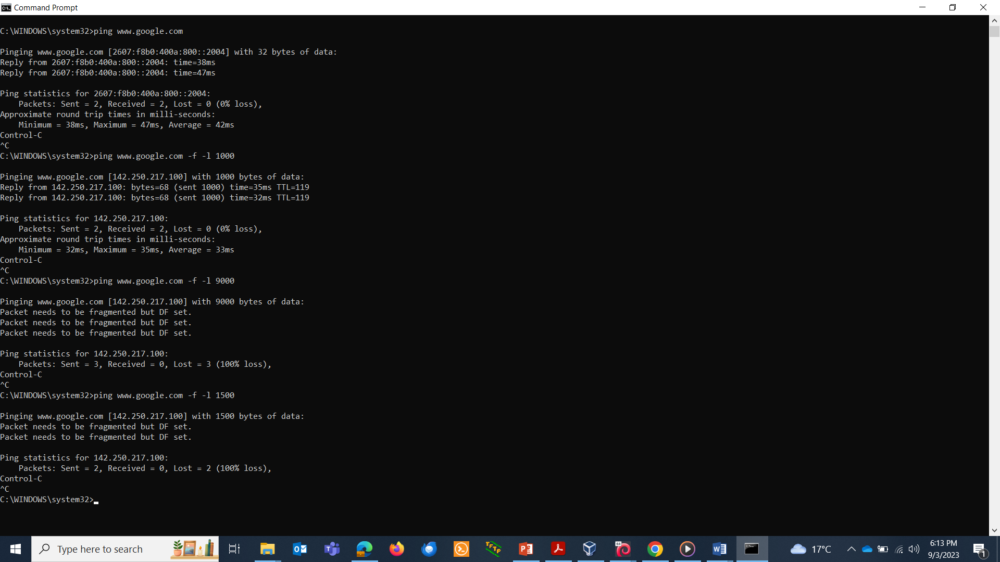 Command Prompt
C:\WINDOWS\system32>ping www.google.com
Pinging www.google.com [2607:f8b0:400a:800::2004] with 32 bytes of data:
Reply from 2607:f8b0:400a:800::2004: time=38ms
Reply from 2607:f8b0:400a:800::2004: time=47ms
Ping statistics for 2607:f8b0:400a:800::2004:
    Packets: Sent = 2, Received = 2, Lost = 0 (0% loss),
Approximate round trip times in milli-seconds:
    Minimum = 38ms, Maximum = 47ms, Average = 42ms
Control-C
^C
C:\WINDOWS\system32>ping www.google.com -f -l 1000
Pinging www.google.com [142.250.217.100] with 1000 bytes of data:
Reply from 142.250.217.100: bytes=68 (sent 1000) time=35ms TTL=119
Reply from 142.250.217.100: bytes=68 (sent 1000) time=32ms TTL=119
Ping statistics for 142.250.217.100:
    Packets: Sent = 2, Received = 2, Lost = 0 (0% loss),
Approximate round trip times in milli-seconds:
    Minimum = 32ms, Maximum = 35ms, Average = 33ms
Control-C
^C
C:\WINDOWS\system32>ping www.google.com -f -l 9000
Pinging www.google.com [142.250.217.100] with 9000 bytes of data:
Packet needs to be fragmented but DF set.
Packet needs to be fragmented but DF set.
Packet needs to be fragmented but DF set.
Ping statistics for 142.250.217.100:
    Packets: Sent = 3, Received = 0, Lost = 3 (100% loss),
Control-C
^C
C:\WINDOWS\system32>ping www.google.com -f -l 1500
Pinging www.google.com [142.250.217.100] with 1500 bytes of data:
Packet needs to be fragmented but DF set.
Packet needs to be fragmented but DF set.
Ping statistics for 142.250.217.100:
    Packets: Sent = 2, Received = 0, Lost = 2 (100% loss),
Control-C
^C
C:\WINDOWS\system32>
Type here to search
TFTP
64
17°C
6:13 PM
9/3/2023
1